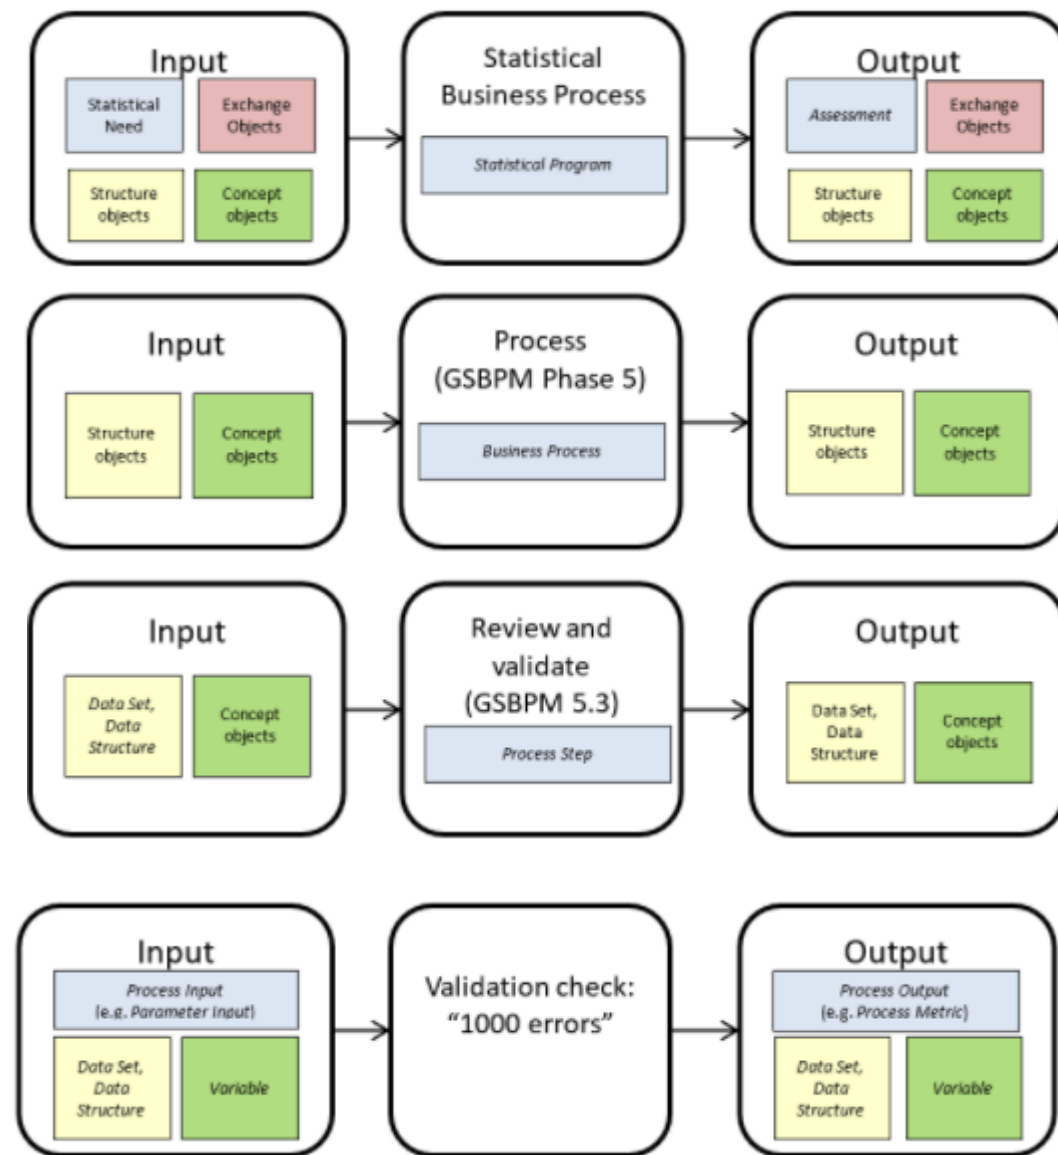 Input
Statistical
Need
Exchange
Objects
Structure
objects
Concept
objects
Statistical
Business Process
Statistical Program
Output
Assessment
Exchange
Objects
Structure
objects
Concept
objects
Input
Structure
objects
Concept
objects
Process
(GSBPM Phase 5)
Business Process
Output
Structure
objects
Concept
objects
Input
Data Set,
Data
Structure
Concept
objects
Review and
validate
(GSBPM 5.3)
Process Step
Output
Data Set,
Data
Structure
Concept
objects
Input
Process Input
(e.g. Parameter Input)
Data Set,
Data
Structure
Variable
Validation check:
“1000 errors”
Output
Process Output
(e.g. Process Metric)
Data Set,
Data
Structure
Variable